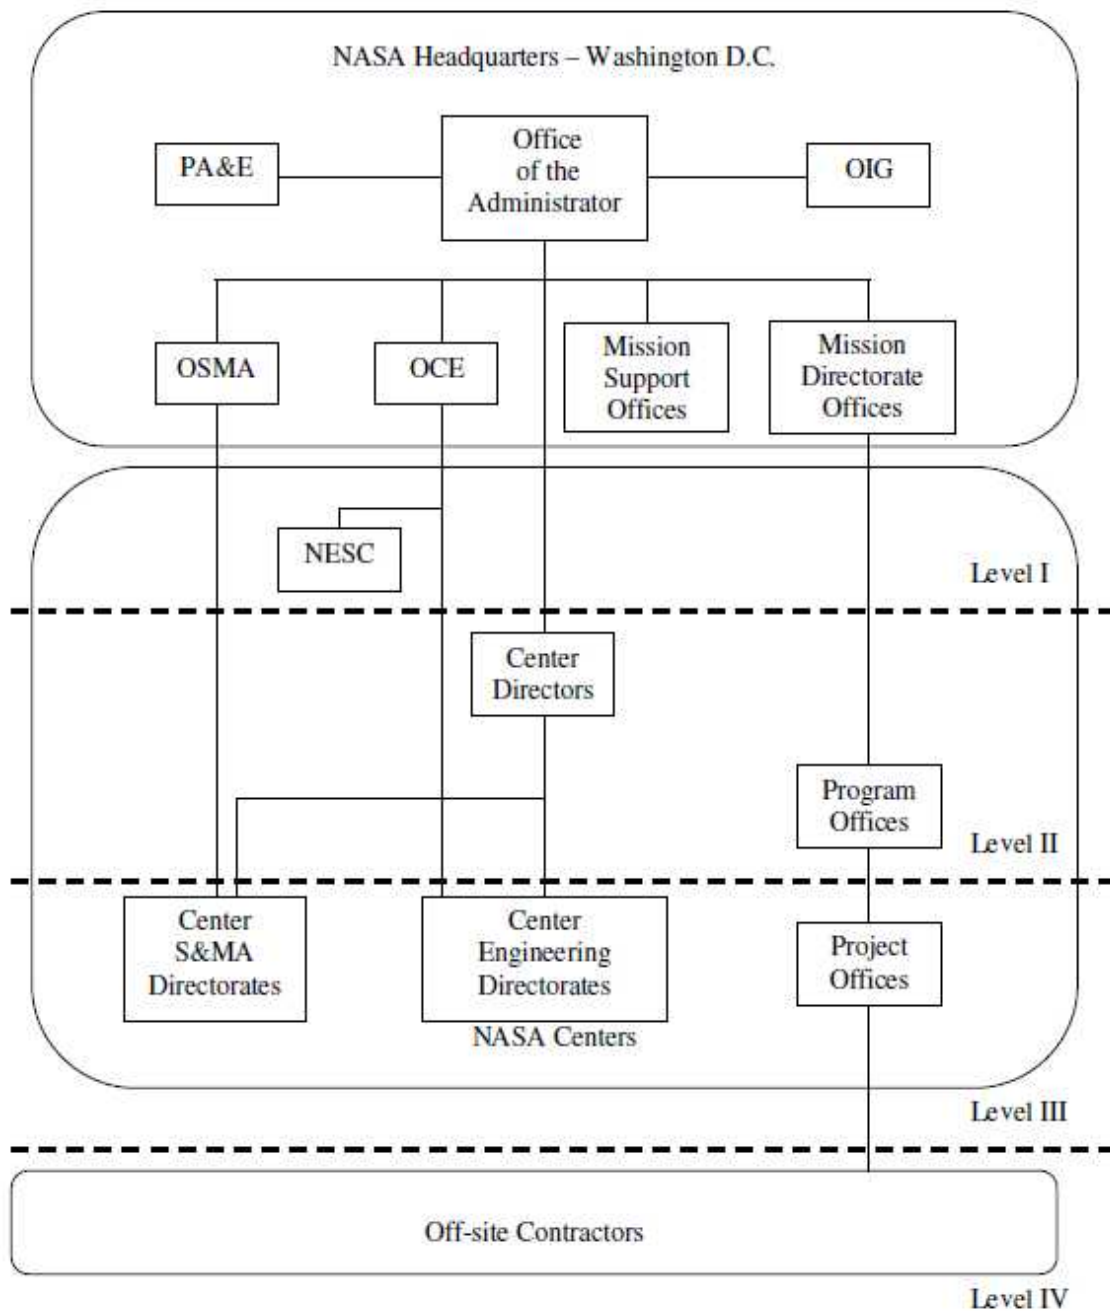 NASA Headquarters – Washington D.C.
PA&E
Office
of the
Administrator
OIG
OSMA
OCE
Mission
Support
Offices
Mission
Directorate
Offices
NESC
Level I
Center
Directors
Program
Offices
Level II
Center
S&MA
Directorates
Center
Engineering
Directorates
Project
Offices
NASA Centers
Level III
Off-site Contractors
Level IV